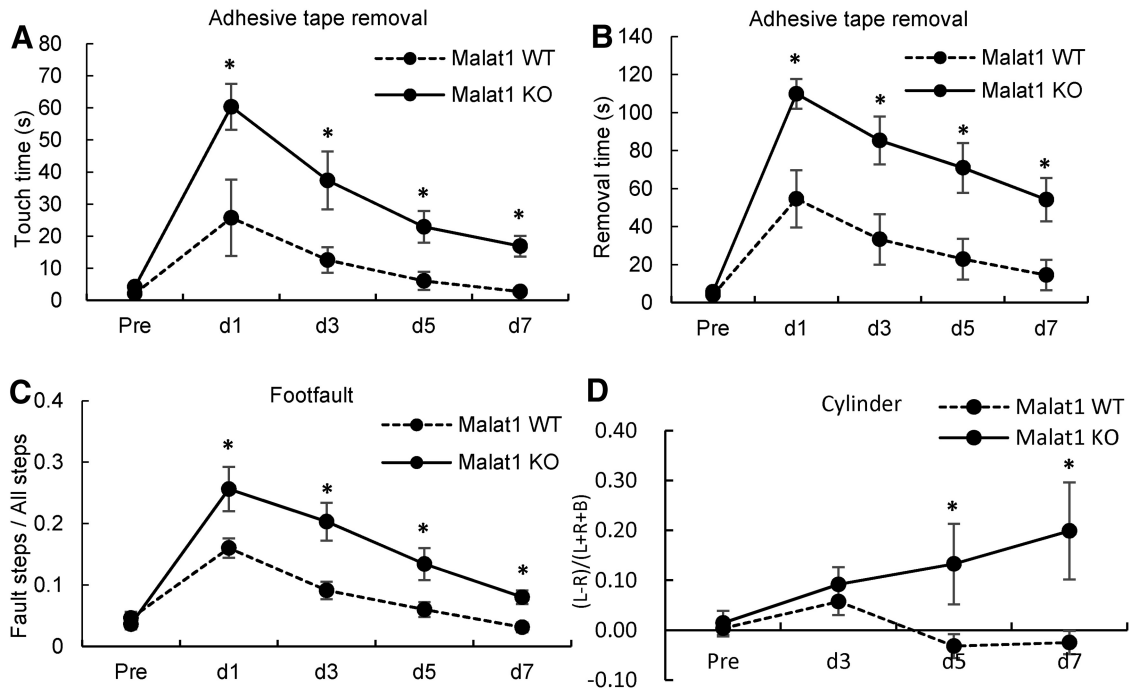 A
Adhesive tape removal
80
70
60
50
40
30
20
10
0
Touch time (s)
Malat1 WT
Malat1 KO
*
*
*
*
Pre d1 d3 d5 d7
B
Adhesive tape removal
140
120
100
80
60
40
20
0
Removal time (s)
Malat1 WT
Malat1 KO
*
*
*
*
Pre d1 d3 d5 d7
C
Footfault
0.4
0.3
0.2
0.1
0
Fault steps / All steps
Malat1 WT
Malat1 KO
*
*
*
*
Pre d1 d3 d5 d7
D
Cylinder
0.40
0.30
0.20
0.10
0.00
-0.10
(L-R)/(L+R+B)
Malat1 WT
Malat1 KO
*
*
Pre d3 d5 d7